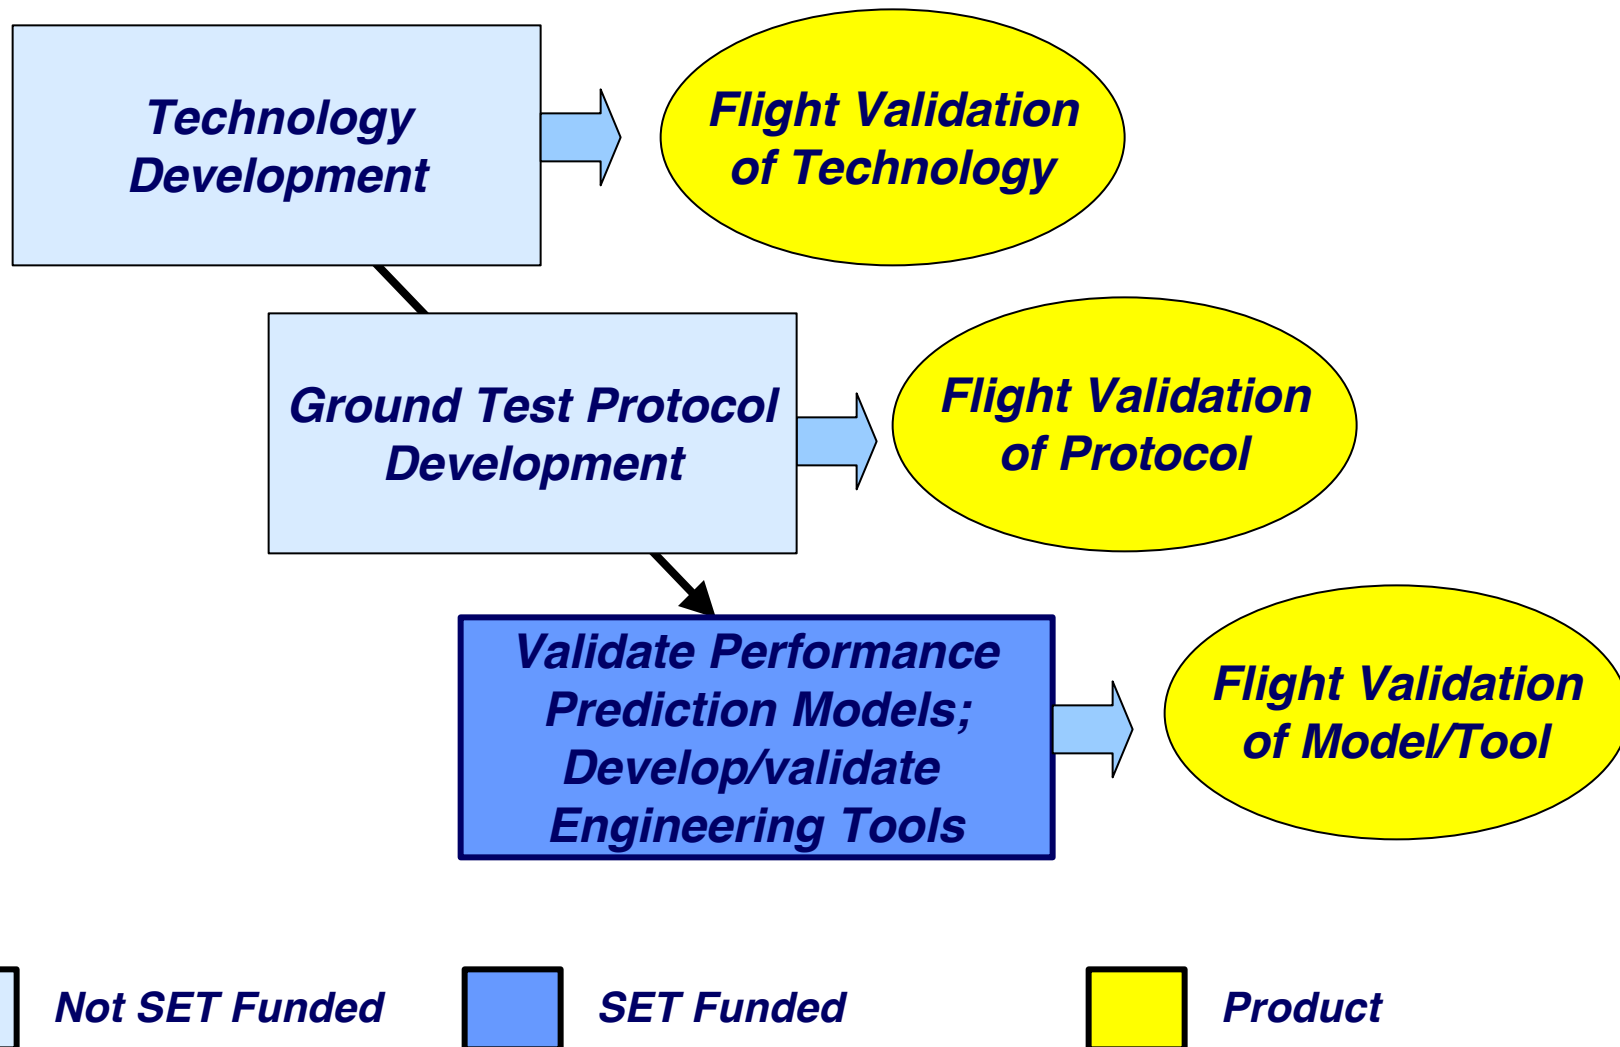 Technology
Development
Flight Validation
of Technology
Ground Test Protocol
Development
Flight Validation
of Protocol
Validate Performance
Prediction Models;
Develop/validate
Engineering Tools
Flight Validation
of Model/Tool
Not SET Funded
SET Funded
Product